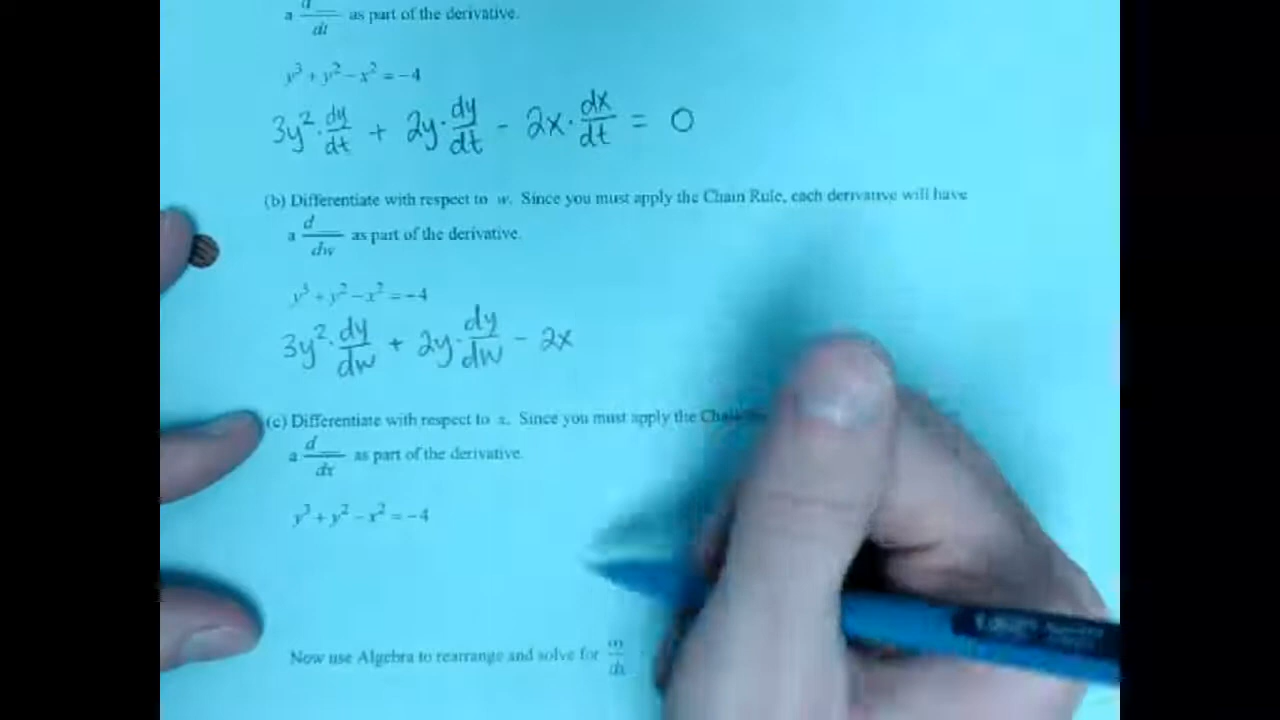 a d__/dt as part of the derivative.
y³ + y² − x² = −4
3y² · dy/dt + 2y · dy/dt − 2x · dx/dt = 0
(b) Differentiate with respect to w. Since you must apply the Chain Rule, each derivative will have
a d__/dw as part of the derivative.
y³ + y² − x² = −4
3y² · dy/dw + 2y · dy/dw − 2x
(c) Differentiate with respect to x. Since you must apply the
a d__/dx as part of the derivative.
y³ + y² − x² = −4
Now use Algebra to rearrange and solve for